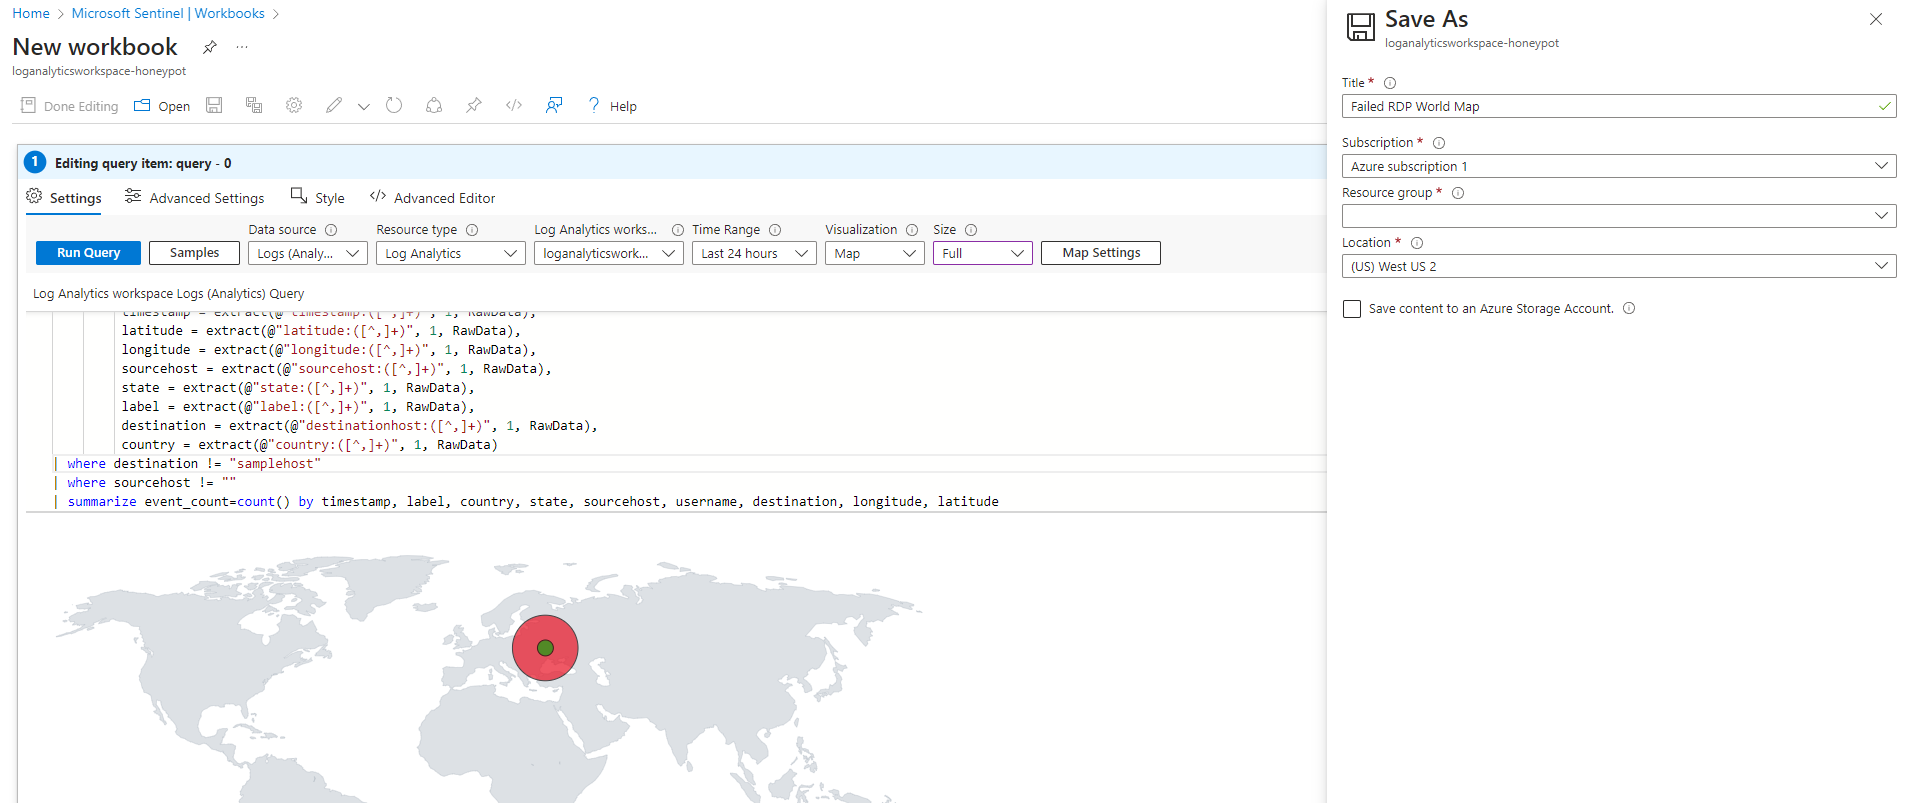 Home > Microsoft Sentinel | Workbooks >
New workbook ...
loganalyticsworkspace-honeypot
Done Editing Open </> ? Help
1 Editing query item: query - 0
Settings Advanced Settings Style </> Advanced Editor
Data source Resource type Log Analytics works... Time Range Visualization Size
Run Query Samples Logs (Analy... Log Analytics loganalyticswork... Last 24 hours Map Full Map Settings
Log Analytics workspace Logs (Analytics) Query
timestamp = extract(@"timestamp:([^,]+)", 1, RawData),
latitude = extract(@"latitude:([^,]+)", 1, RawData),
longitude = extract(@"longitude:([^,]+)", 1, RawData),
sourcehost = extract(@"sourcehost:([^,]+)", 1, RawData),
state = extract(@"state:([^,]+)", 1, RawData),
label = extract(@"label:([^,]+)", 1, RawData),
destination = extract(@"destinationhost:([^,]+)", 1, RawData),
country = extract(@"country:([^,]+)", 1, RawData)
| where destination != "samplehost"
| where sourcehost != ""
| summarize event_count=count() by timestamp, label, country, state, sourcehost, username, destination, longitude, latitude
Save As
loganalyticsworkspace-honeypot
Title *
Failed RDP World Map
Subscription *
Azure subscription 1
Resource group *
Location *
(US) West US 2
Save content to an Azure Storage Account.